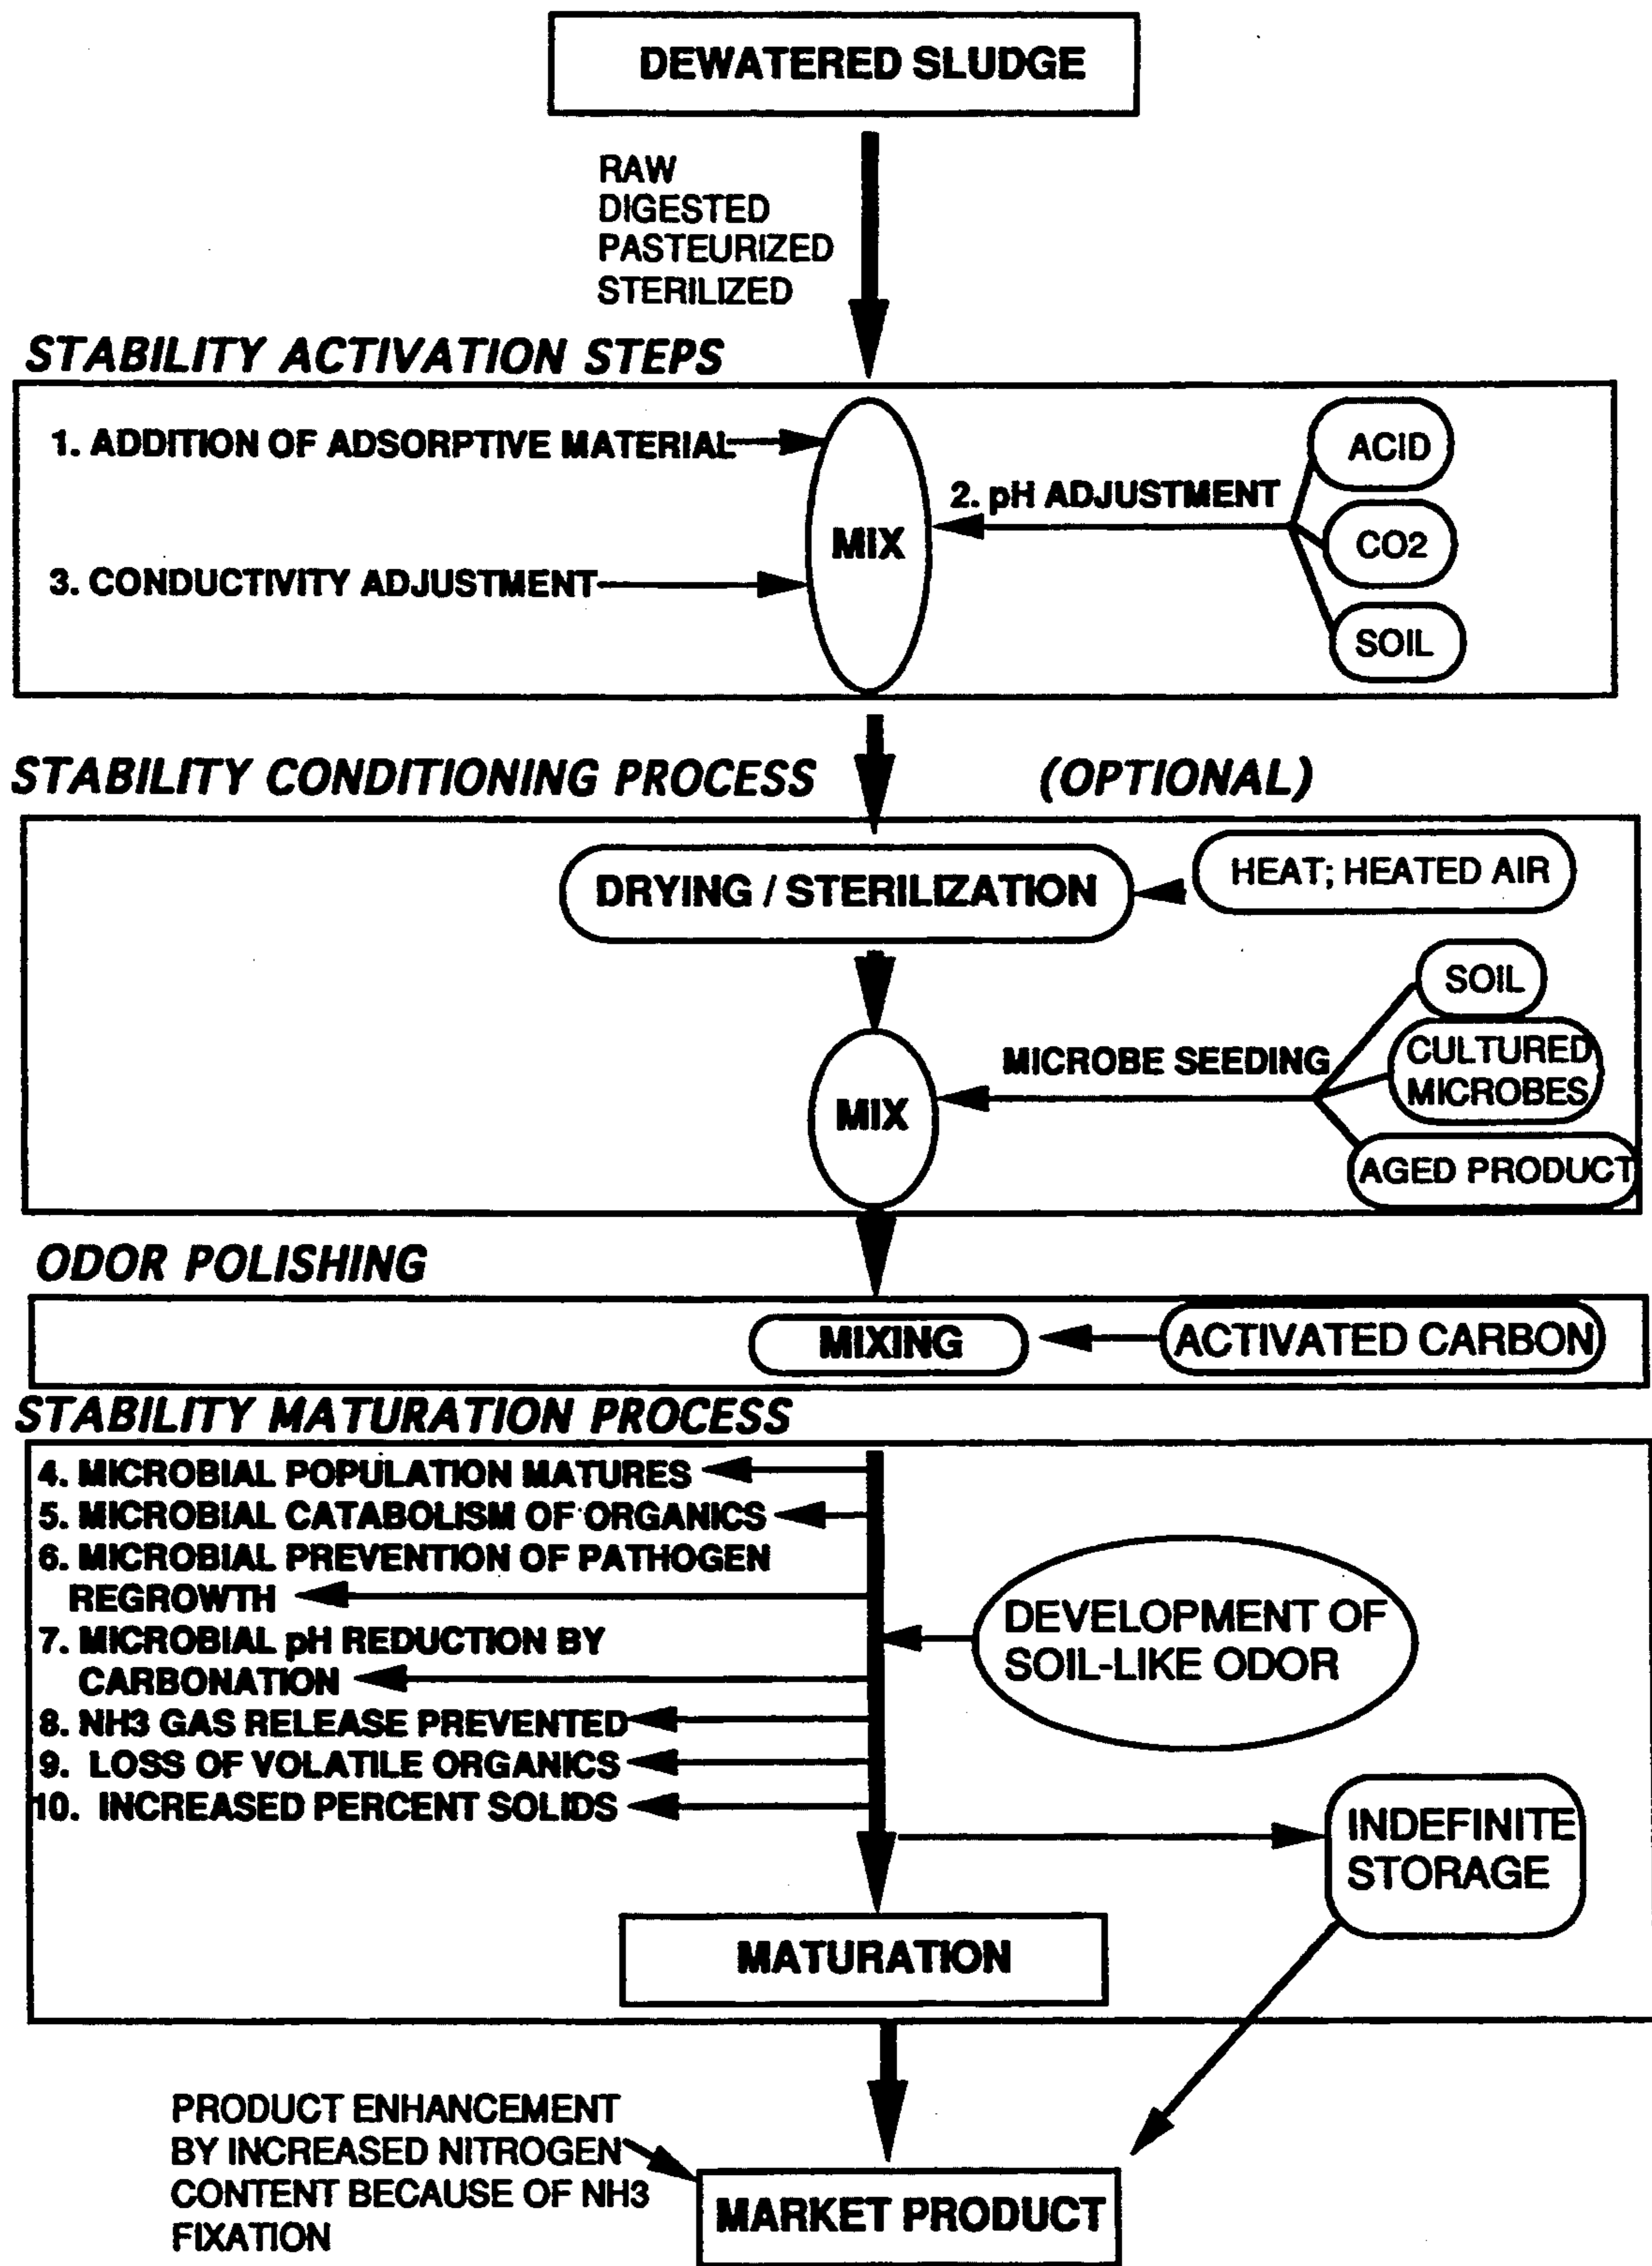 DEWATERED SLUDGE
RAW
DIGESTED
PASTEURIZED
STERILIZED
STABILITY ACTIVATION STEPS
1. ADDITION OF ADSORPTIVE MATERIAL
ACID
2. pH ADJUSTMENT
MIX
CO2
3. CONDUCTIVITY ADJUSTMENT
SOIL
STABILITY CONDITIONING PROCESS (OPTIONAL)
DRYING / STERILIZATION
HEAT; HEATED AIR
SOIL
MICROBE SEEDING
CULTURED
MICROBES
MIX
AGED PRODUCT
ODOR POLISHING
MIXING
ACTIVATED CARBON
STABILITY MATURATION PROCESS
4. MICROBIAL POPULATION MATURES
5. MICROBIAL CATABOLISM OF ORGANICS
6. MICROBIAL PREVENTION OF PATHOGEN
REGROWTH
7. MICROBIAL pH REDUCTION BY
CARBONATION
8. NH3 GAS RELEASE PREVENTED
9. LOSS OF VOLATILE ORGANICS
10. INCREASED PERCENT SOLIDS
DEVELOPMENT OF
SOIL-LIKE ODOR
INDEFINITE
STORAGE
MATURATION
PRODUCT ENHANCEMENT
BY INCREASED NITROGEN
CONTENT BECAUSE OF NH3
FIXATION
MARKET PRODUCT